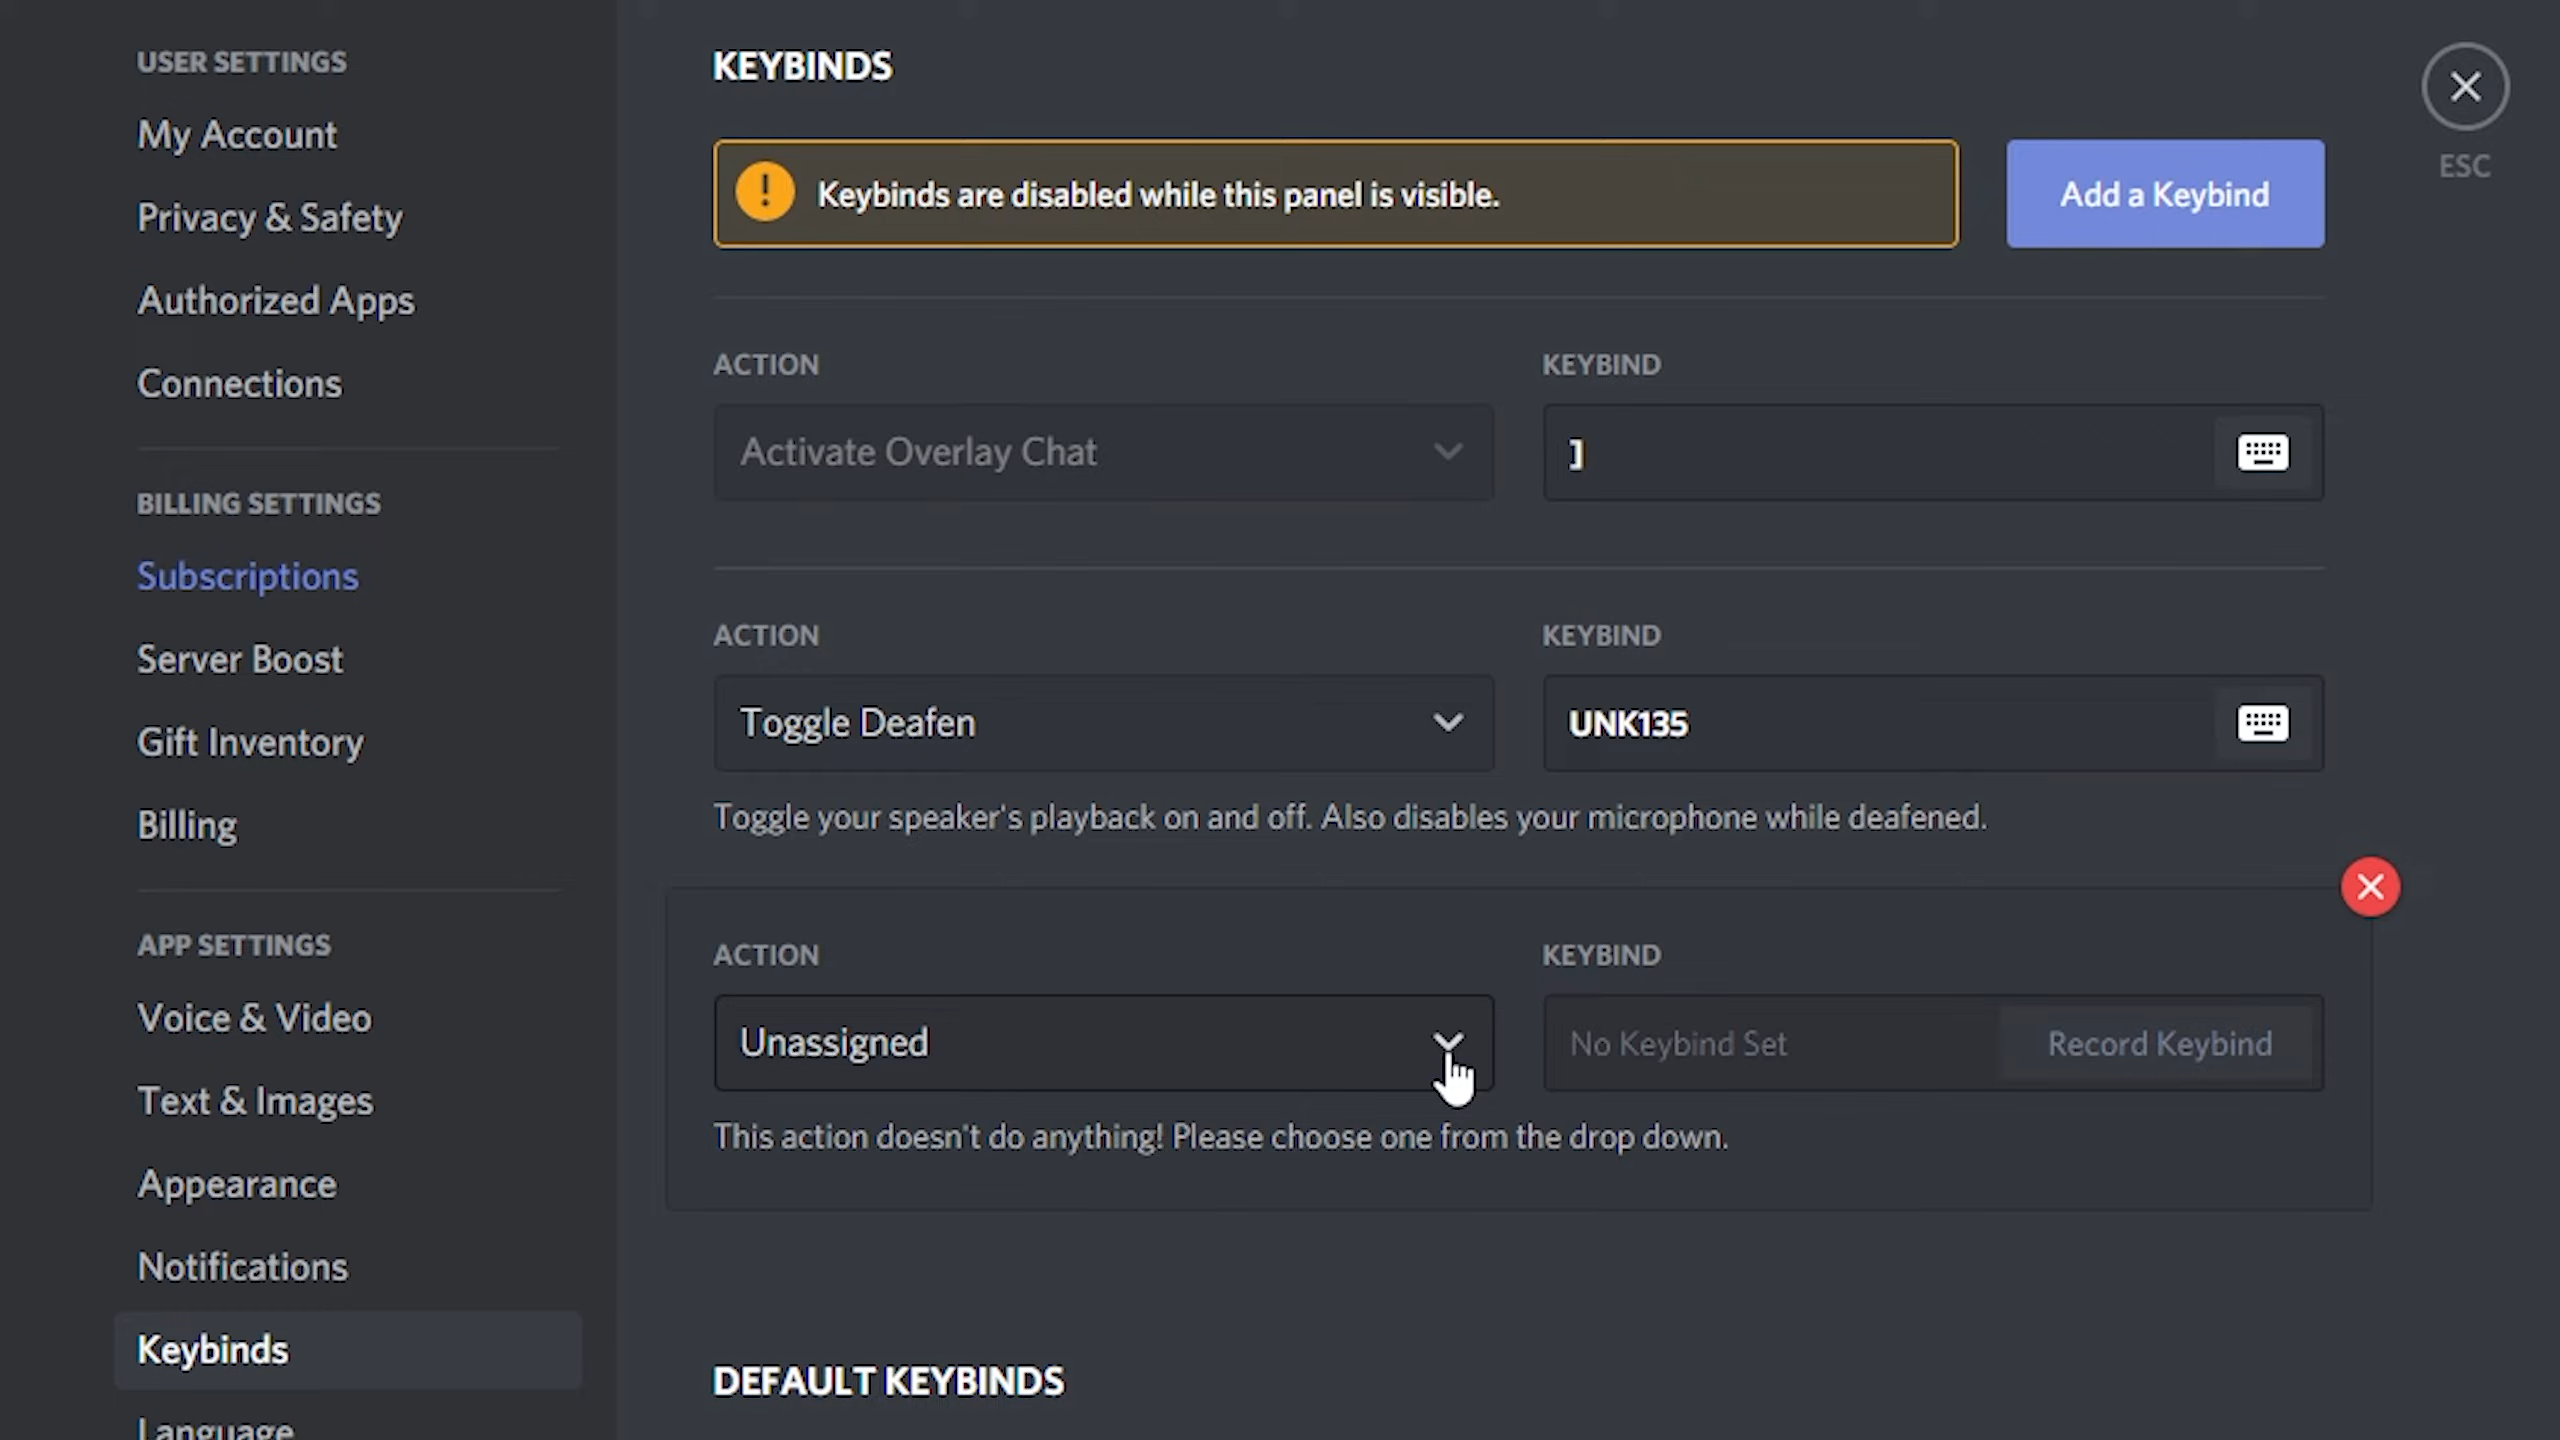 USER SETTINGS
My Account
Privacy & Safety
Authorized Apps
Connections
BILLING SETTINGS
Subscriptions
Server Boost
Gift Inventory
Billing
APP SETTINGS
Voice & Video
Text & Images
Appearance
Notifications
Keybinds
Language
KEYBINDS
Keybinds are disabled while this panel is visible.
Add a Keybind
ESC
ACTION
KEYBIND
Activate Overlay Chat
]
ACTION
KEYBIND
Toggle Deafen
UNK135
Toggle your speaker's playback on and off. Also disables your microphone while deafened.
ACTION
KEYBIND
Unassigned
No Keybind Set
Record Keybind
This action doesn't do anything! Please choose one from the drop down.
DEFAULT KEYBINDS